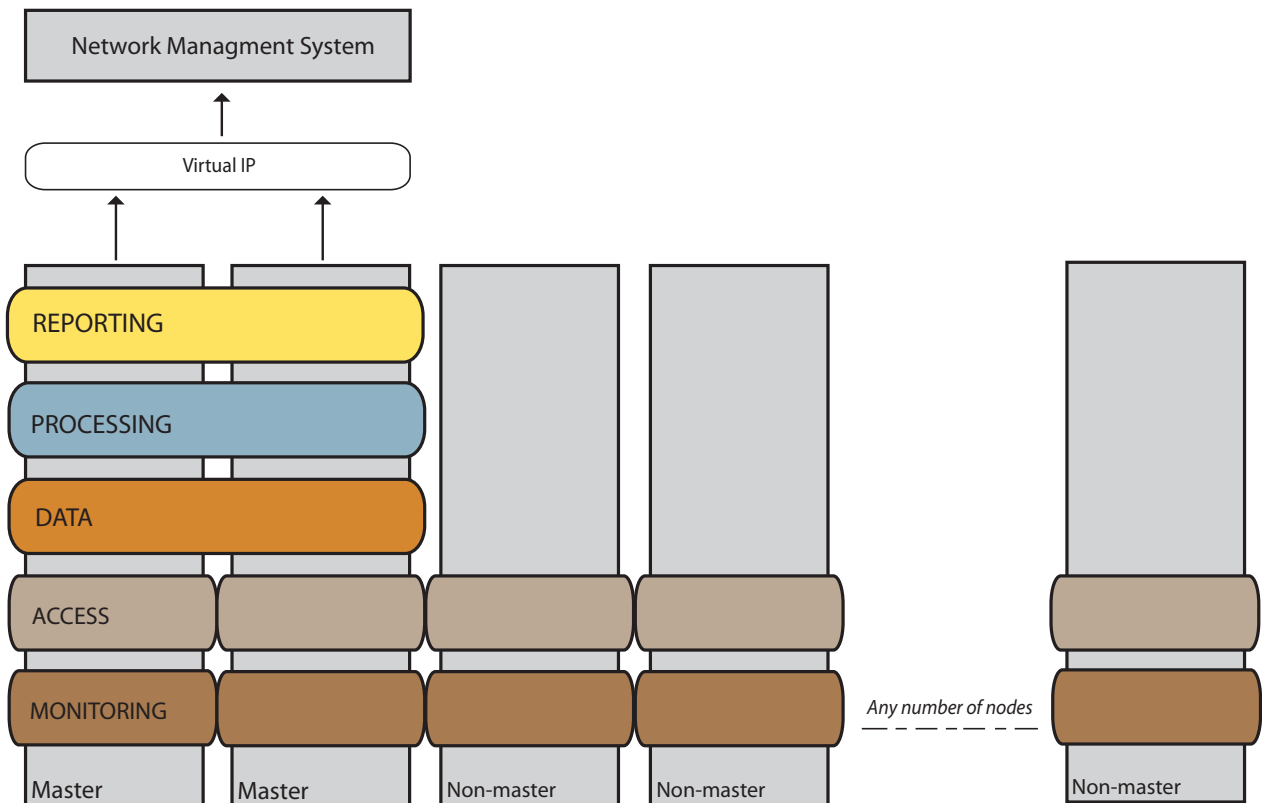 Network Managment System
Virtual IP
REPORTING
PROCESSING
DATA
ACCESS
MONITORING
Any number of nodes
Master
Master
Non-master
Non-master
Non-master